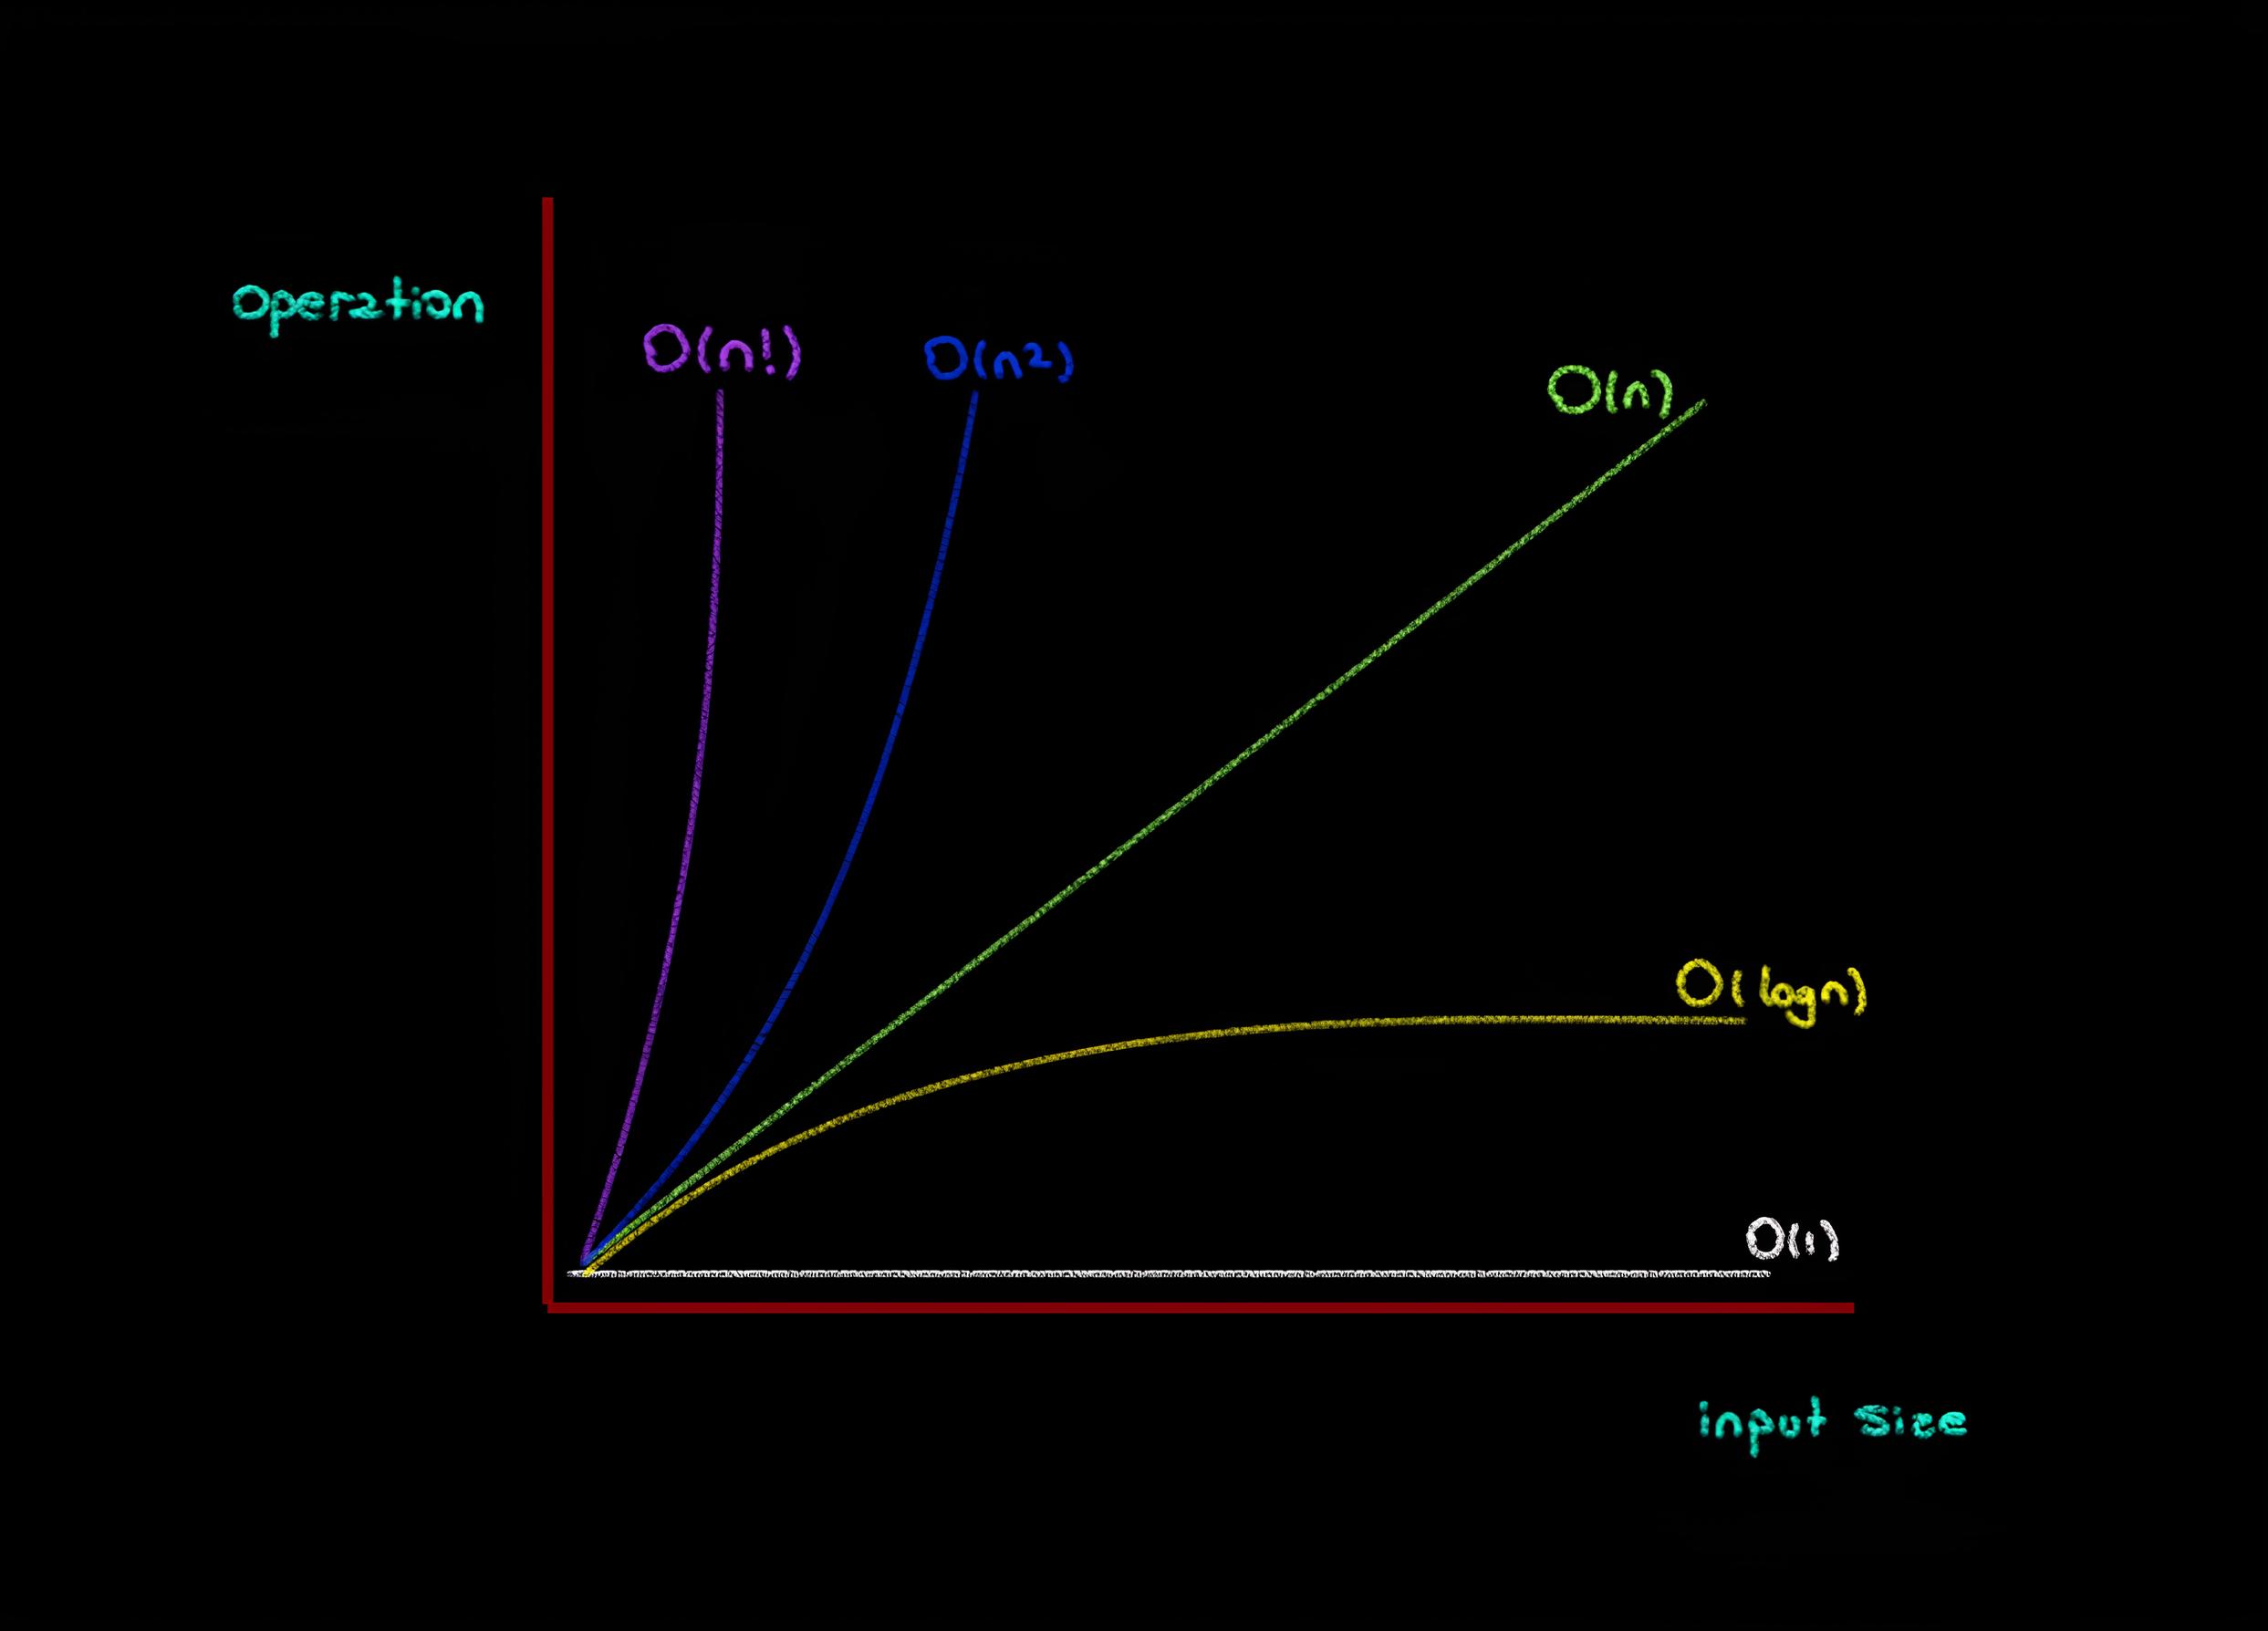 Operation
O(n!)
O(n²)
O(n)
O(logn)
O(1)
input size